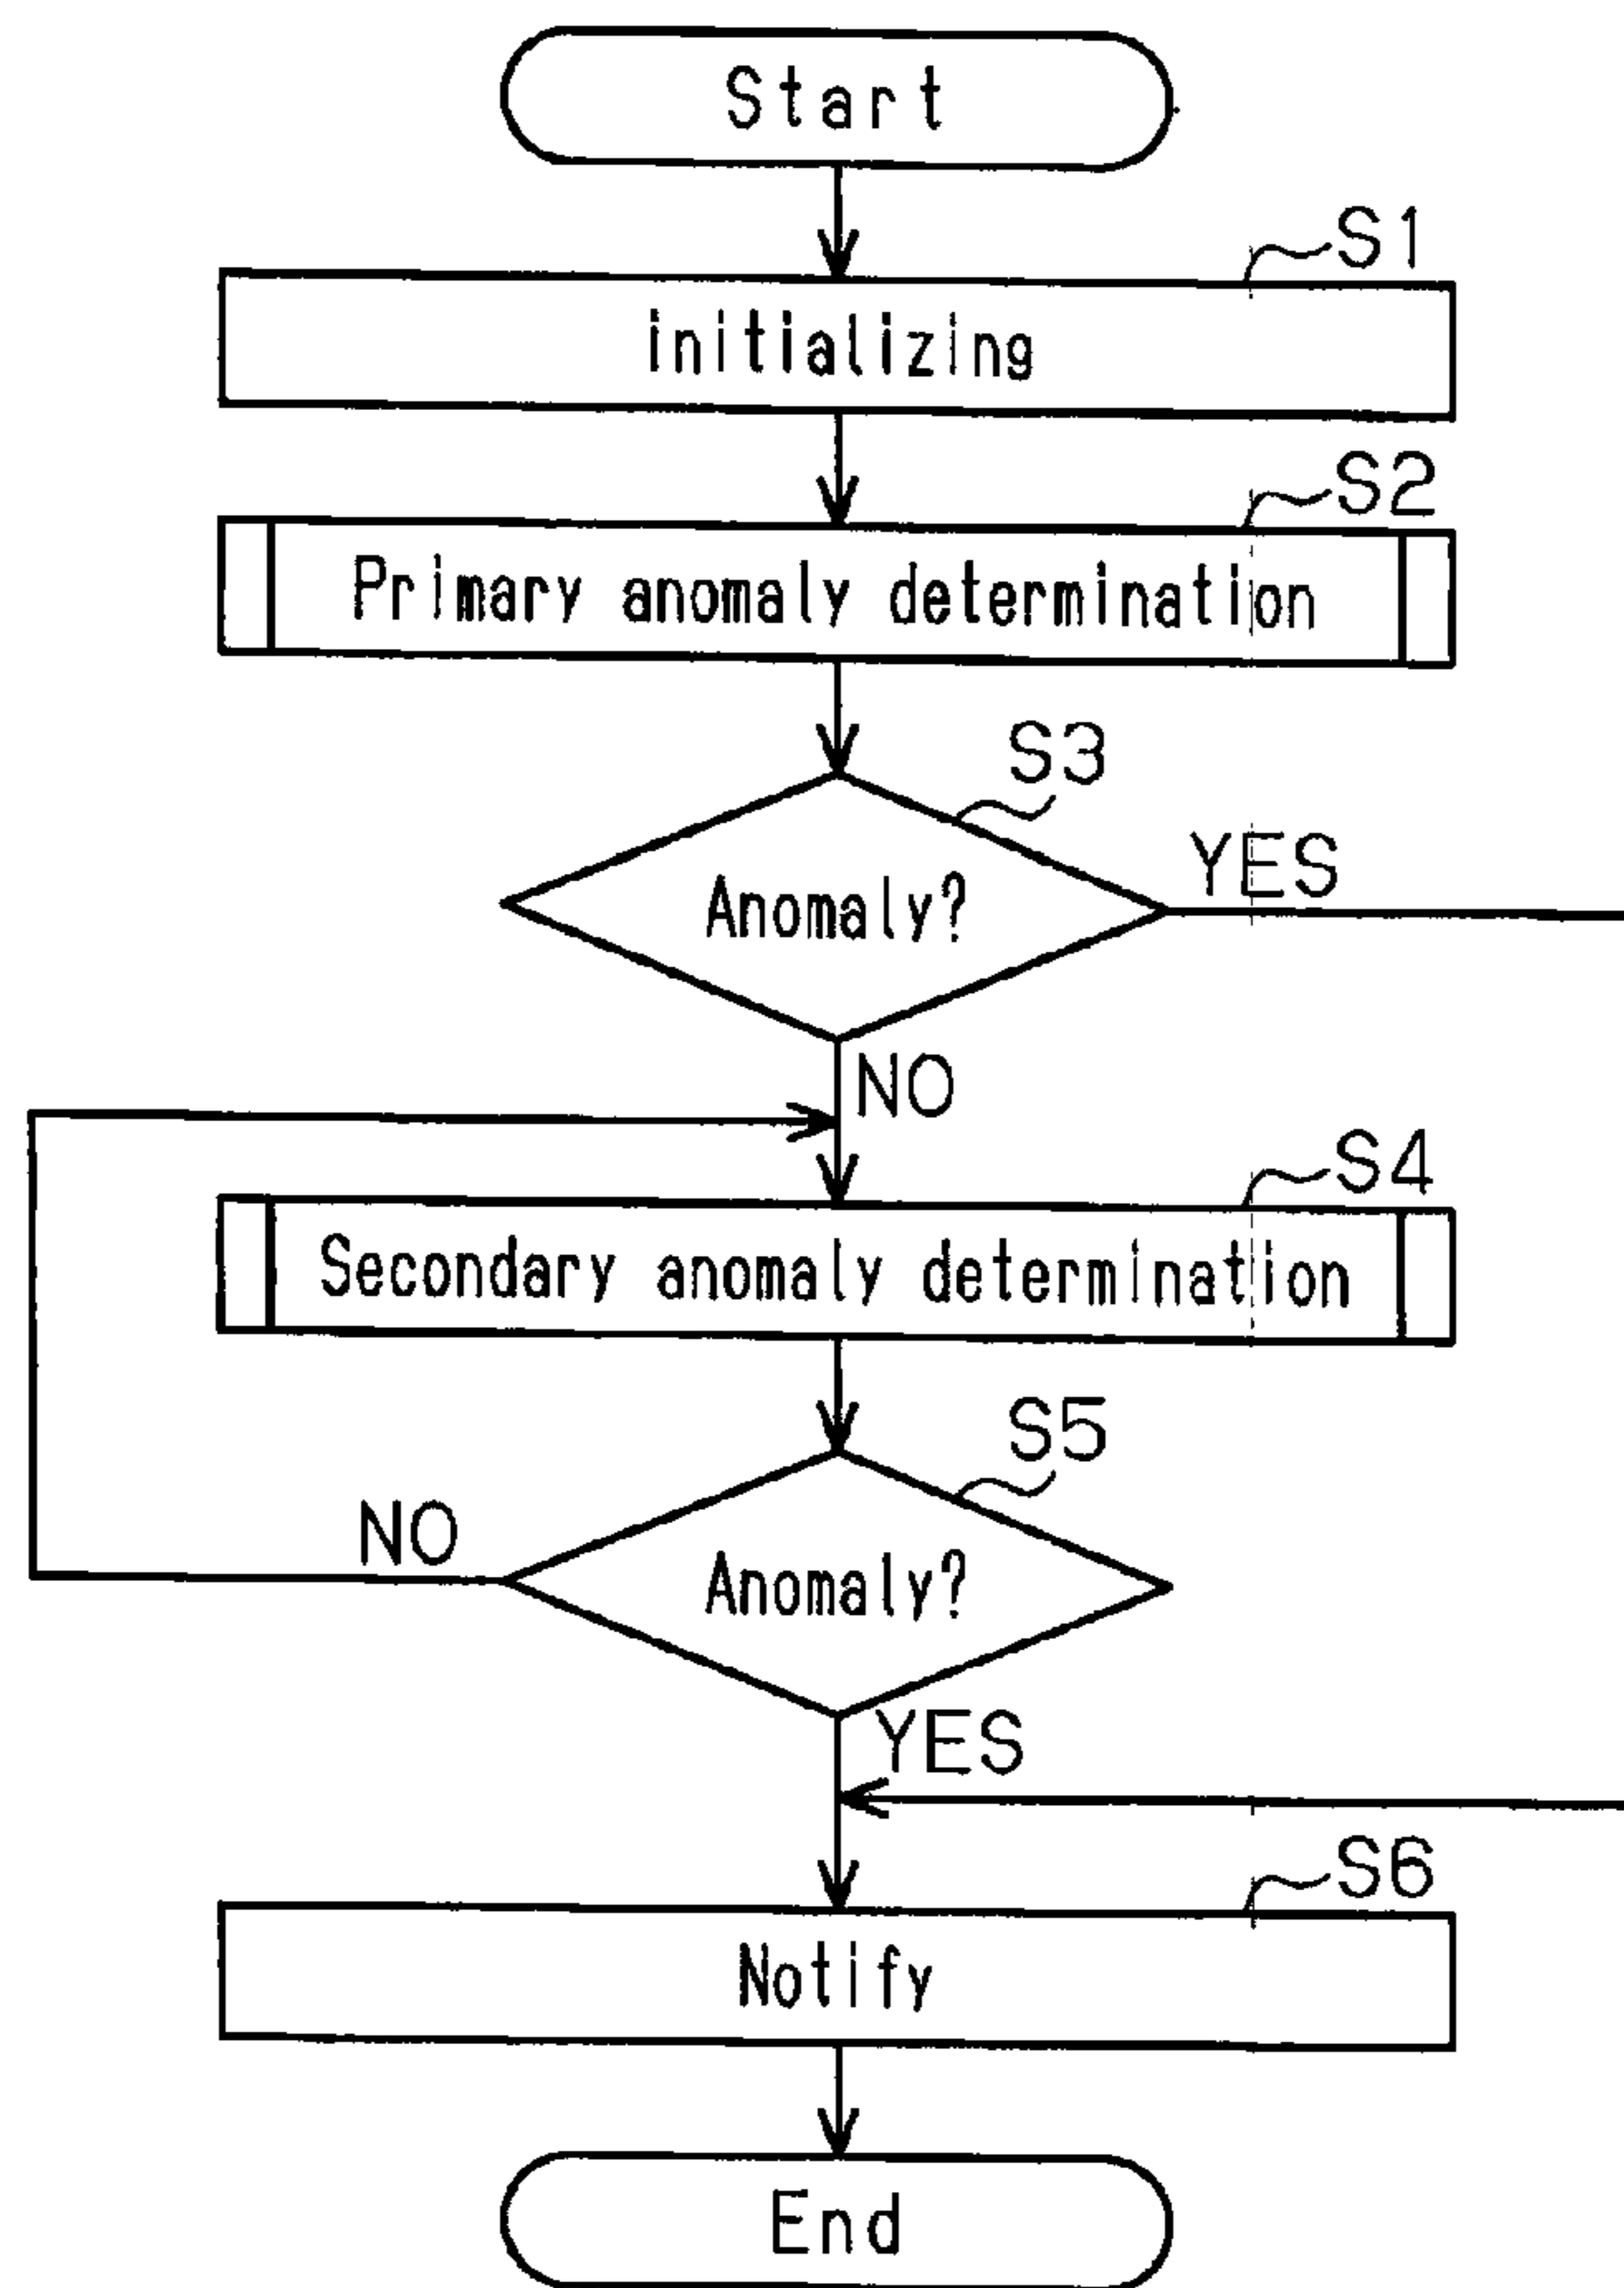 Start
S1
initializing
S2
Primary anomaly determination
S3
YES
Anomaly?
NO
S4
Secondary anomaly determination
S5
NO
Anomaly?
YES
S6
Notify
End